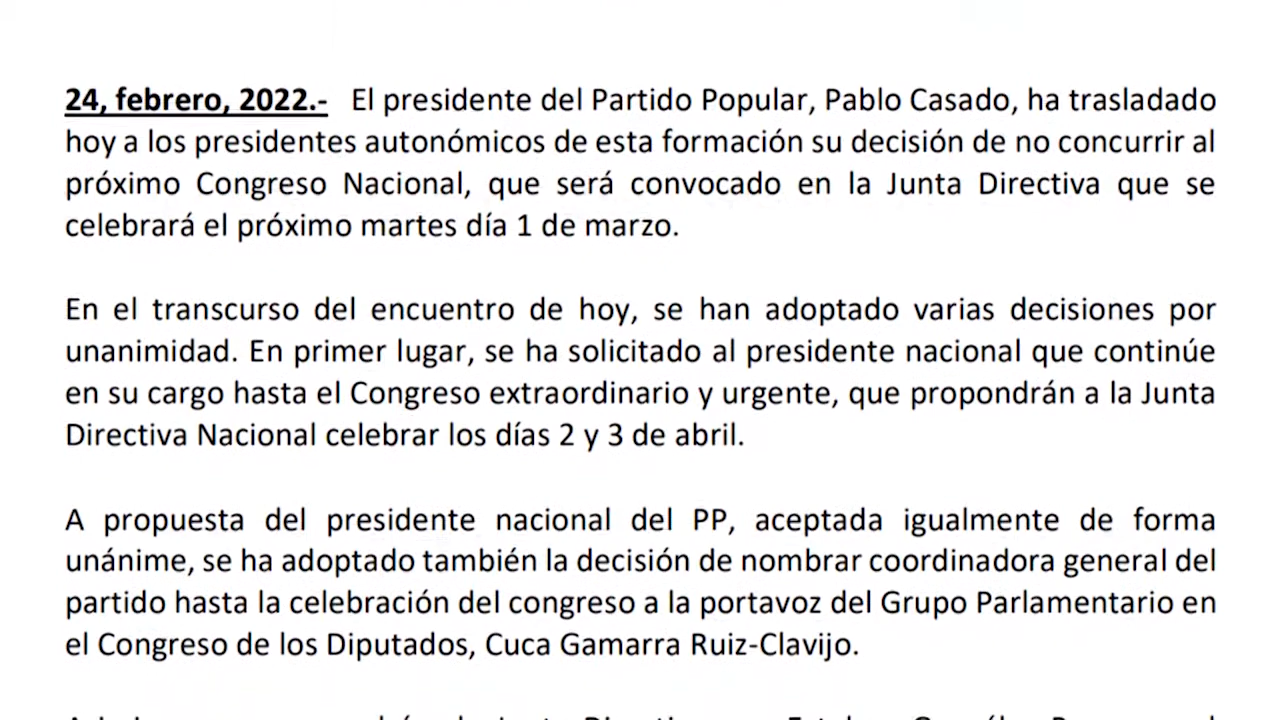 24, febrero, 2022.- El presidente del Partido Popular, Pablo Casado, ha trasladado
hoy a los presidentes autonómicos de esta formación su decisión de no concurrir al
próximo Congreso Nacional, que será convocado en la Junta Directiva que se
celebrará el próximo martes día 1 de marzo.
En el transcurso del encuentro de hoy, se han adoptado varias decisiones por
unanimidad. En primer lugar, se ha solicitado al presidente nacional que continúe
en su cargo hasta el Congreso extraordinario y urgente, que propondrán a la Junta
Directiva Nacional celebrar los días 2 y 3 de abril.
A propuesta del presidente nacional del PP, aceptada igualmente de forma
unánime, se ha adoptado también la decisión de nombrar coordinadora general del
partido hasta la celebración del congreso a la portavoz del Grupo Parlamentario en
el Congreso de los Diputados, Cuca Gamarra Ruiz-Clavijo.